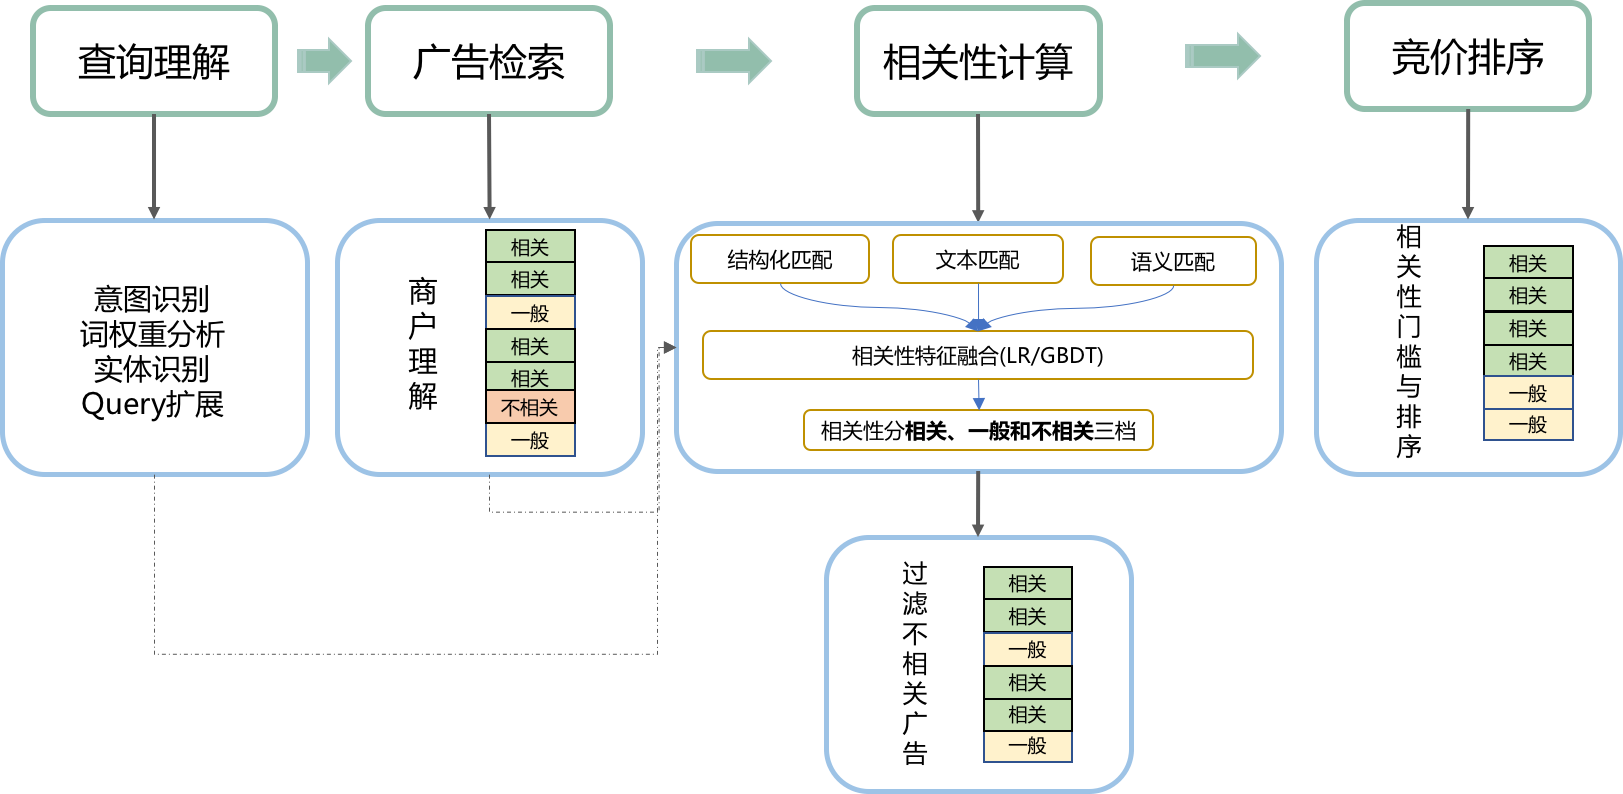 查询理解
广告检索
相关性计算
竞价排序
意图识别
词权重分析
实体识别
Query扩展
商户理解
相关
相关
一般
相关
相关
不相关
一般
结构化匹配
文本匹配
语义匹配
相关性特征融合(LR/GBDT)
相关性分相关、一般和不相关三档
过滤不相关广告
相关
相关
一般
相关
相关
一般
相关性门槛与排序
相关
相关
相关
相关
一般
一般